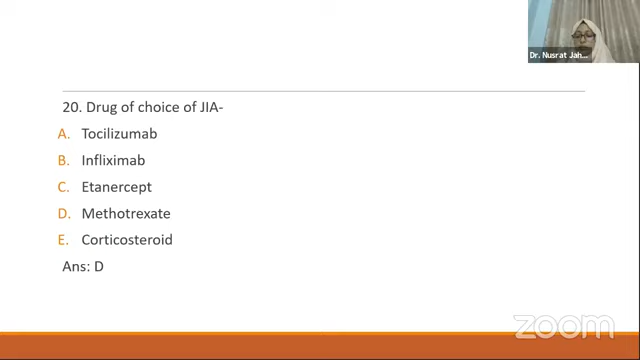 Dr. Nusrat Jah...
20. Drug of choice of JIA-
A. Tocilizumab
B. Infliximab
C. Etanercept
D. Methotrexate
E. Corticosteroid
Ans: D
zoom